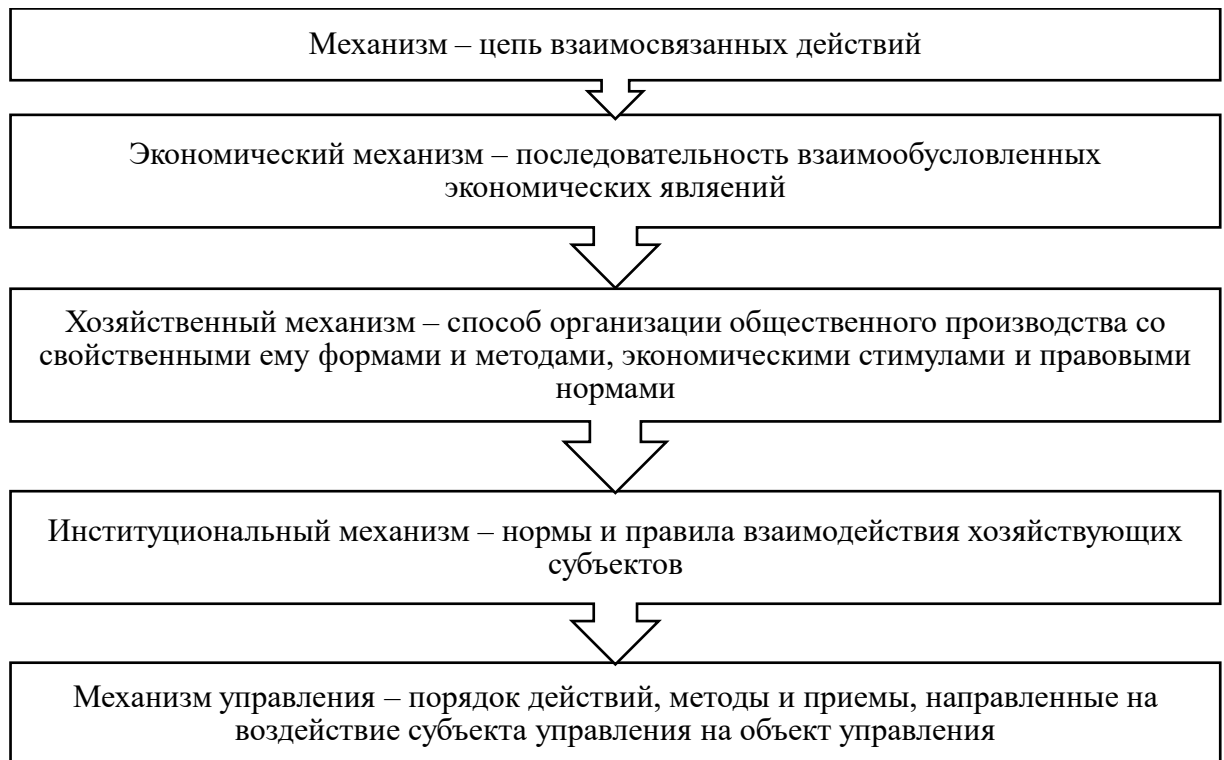 Механизм – цепь взаимосвязанных действий
Экономический механизм – последовательность взаимообусловленных
экономических являений
Хозяйственный механизм – способ организации общественного производства со
свойственными ему формами и методами, экономическими стимулами и правовыми
нормами
Институциональный механизм – нормы и правила взаимодействия хозяйствующих
субъектов
Механизм управления – порядок действий, методы и приемы, направленные на
воздействие субъекта управления на объект управления